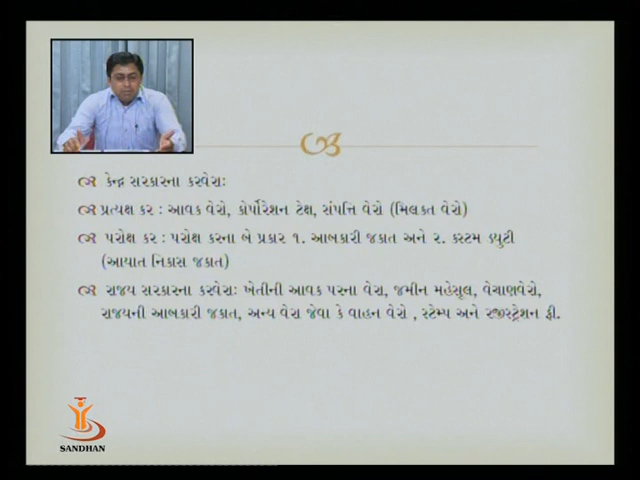 કેન્દ્ર સરકારના કરવેરાઃ
પ્રત્યક્ષ કર : આવક વેરો, કોર્પોરેશન ટેક્ષ, સંપત્તિ વેરો (મિલકત વેરો)
પરોક્ષ કર : પરોક્ષ કરના બે પ્રકાર ૧. આબકારી જકાત અને ૨. કસ્ટમ ડ્યુટી
(આયાત નિકાસ જકાત)
રાજય સરકારના કરવેરાઃ ખેતીની આવક પરના વેરા, જમીન મહેસૂલ, વેચાણવેરો,
રાજયની આબકારી જકાત, અન્ય વેરા જેવા કે વાહન વેરો , સ્ટેમ્પ અને રજીસ્ટ્રેશન ફી.
SANDHAN